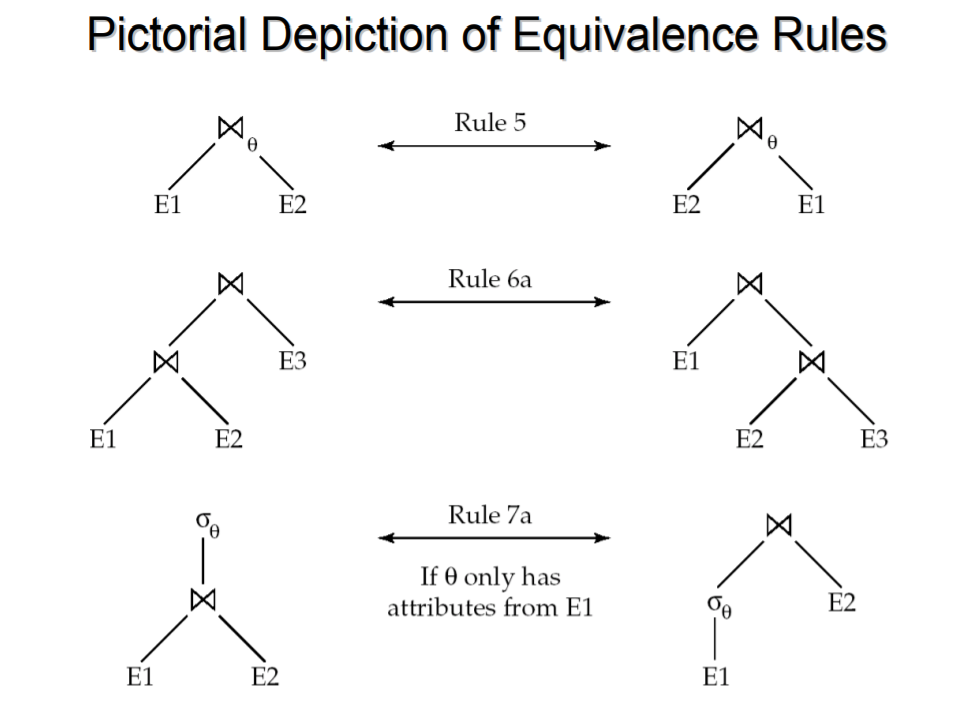 Pictorial Depiction of Equivalence Rules
⋈θ Rule 5 ⋈θ
E1 E2 E2 E1
⋈ Rule 6a ⋈
⋈ E3 E1 ⋈
E1 E2 E2 E3
σθ Rule 7a ⋈
If θ only has
attributes from E1
⋈ σθ E2
E1 E2 E1